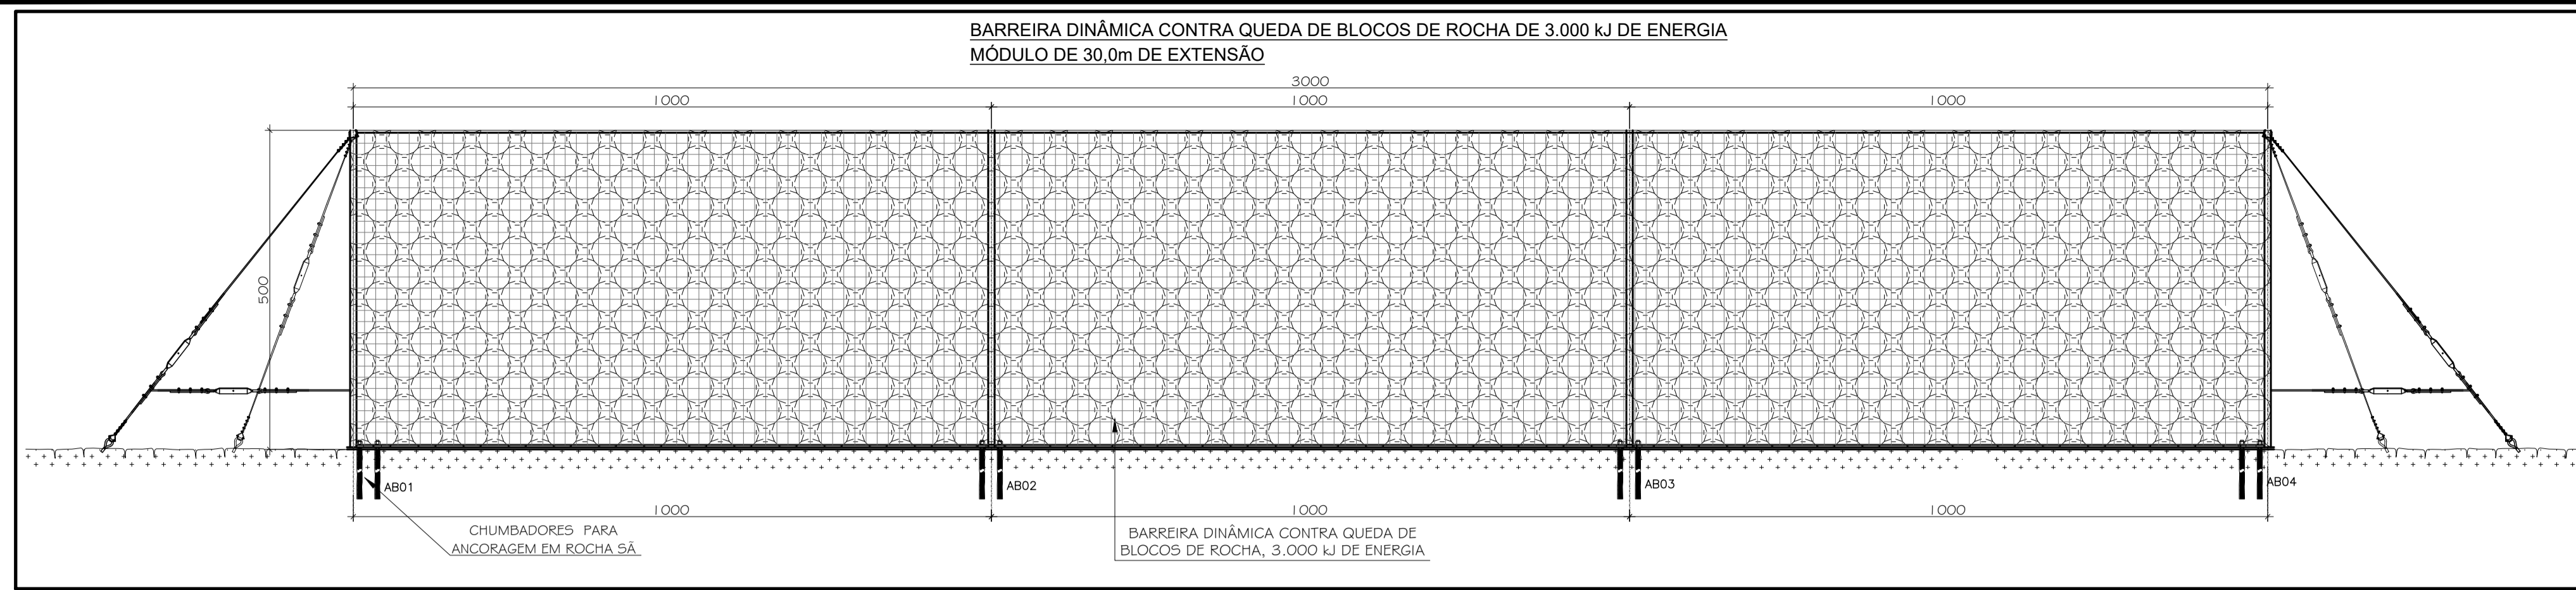 BARREIRA DINÂMICA CONTRA QUEDA DE BLOCOS DE ROCHA DE 3.000 kJ DE ENERGIA
MÓDULO DE 30,0m DE EXTENSÃO
3000
1000 1000 1000
500
AB01 AB02 AB03 AB04
1000 1000 1000
CHUMBADORES PARA
ANCORAGEM EM ROCHA SÃ
BARREIRA DINÂMICA CONTRA QUEDA DE
BLOCOS DE ROCHA, 3.000 kJ DE ENERGIA